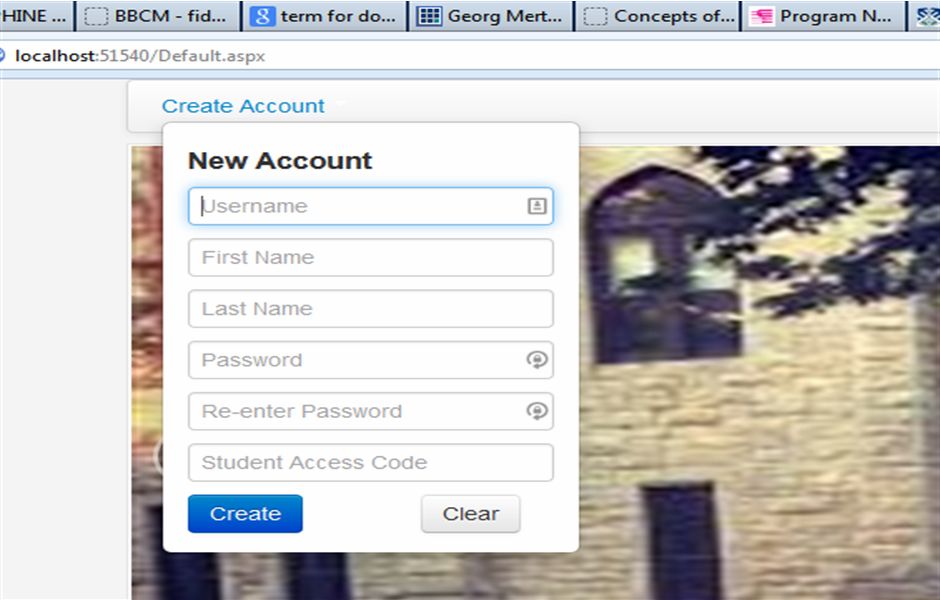 PHINE ... BBCM - fid... term for do... Georg Mert... Concepts of... Program N...
localhost:51540/Default.aspx
Create Account
New Account
Username
First Name
Last Name
Password
Re-enter Password
Student Access Code
Create Clear